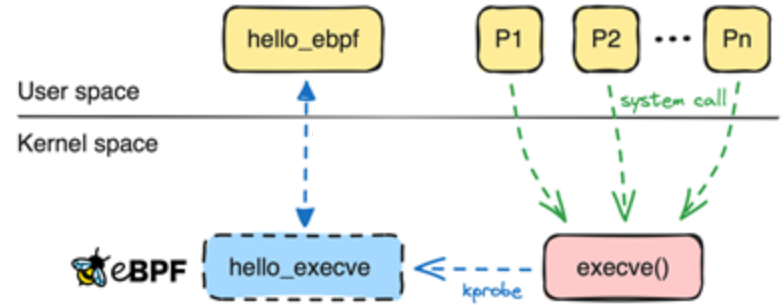 hello_ebpf
P1
P2
...
Pn
User space
system call
Kernel space
eBPF
hello_execve
kprobe
execve()